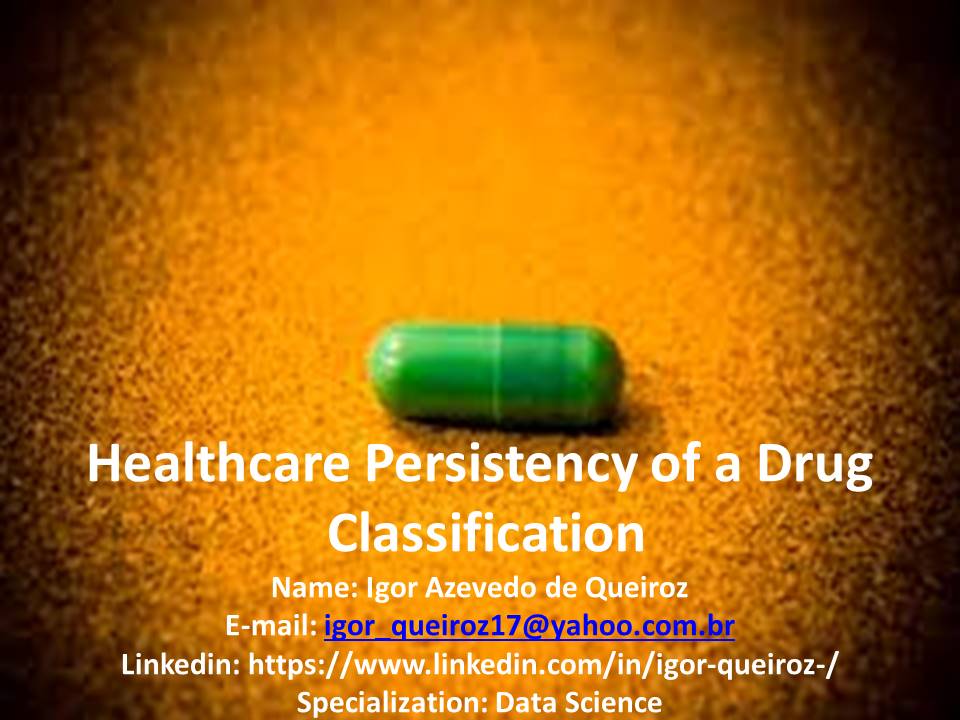 Healthcare Persistency of a Drug
Classification
Name: Igor Azevedo de Queiroz
E-mail: igor_queiroz17@yahoo.com.br
Linkedin: https://www.linkedin.com/in/igor-queiroz-/
Specialization: Data Science